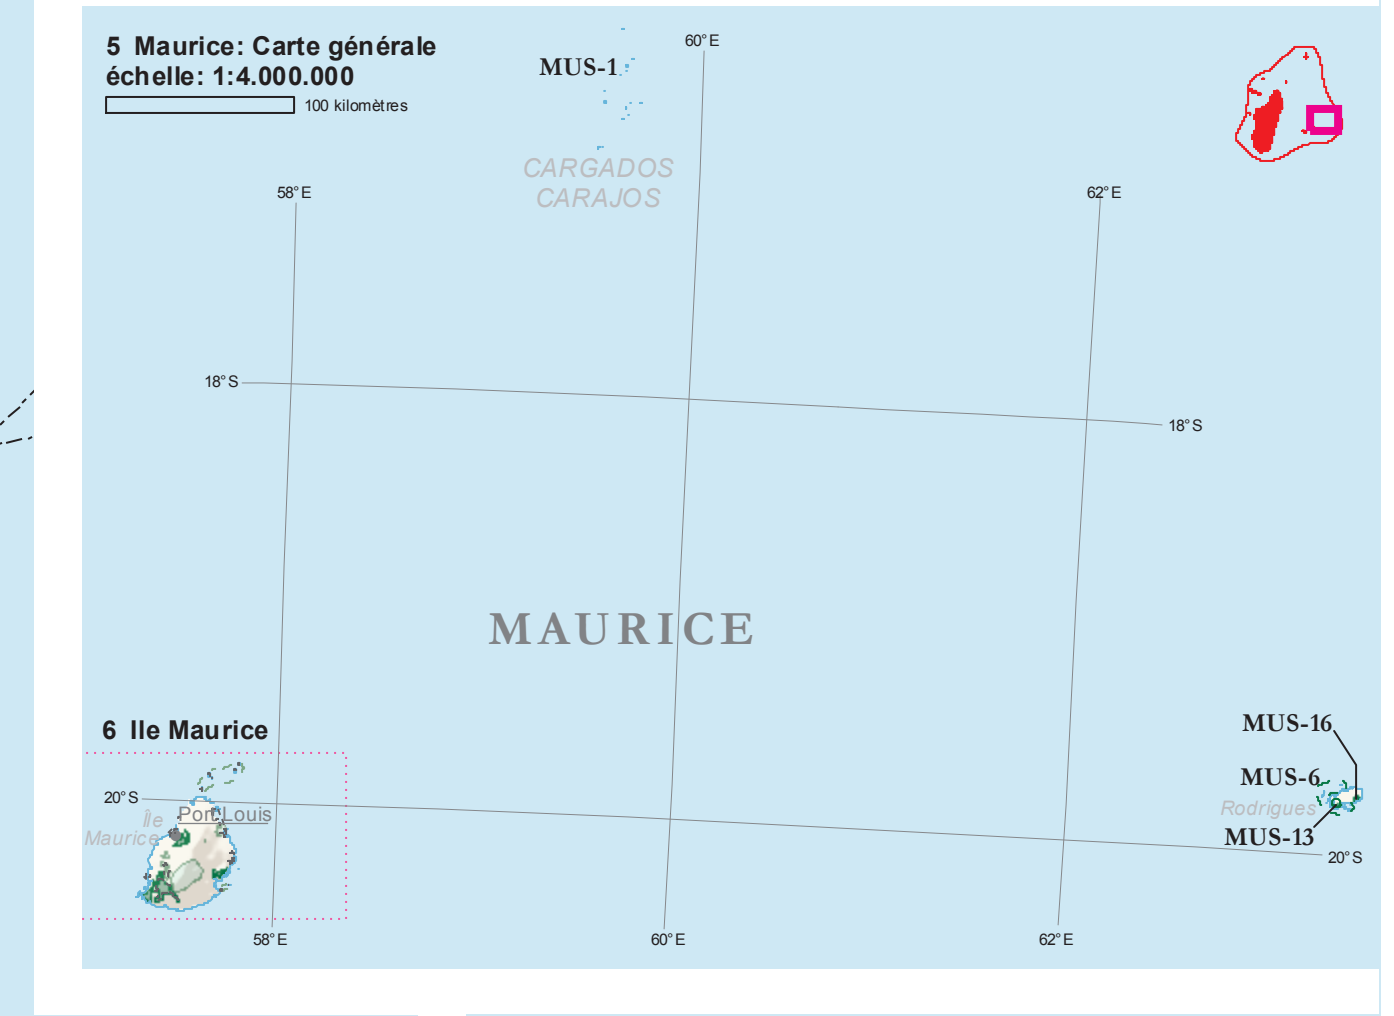 5 Maurice: Carte générale
échelle: 1:4.000.000
100 kilomètres
MUS-1
60°E
CARGADOS
CARAJOS
58°E
62°E
18°S
18°S
MAURICE
6 Ile Maurice
MUS-16
MUS-6
Rodrigues
MUS-13
20°S
20°S
Île
Maurice
Port Louis
58°E
60°E
62°E